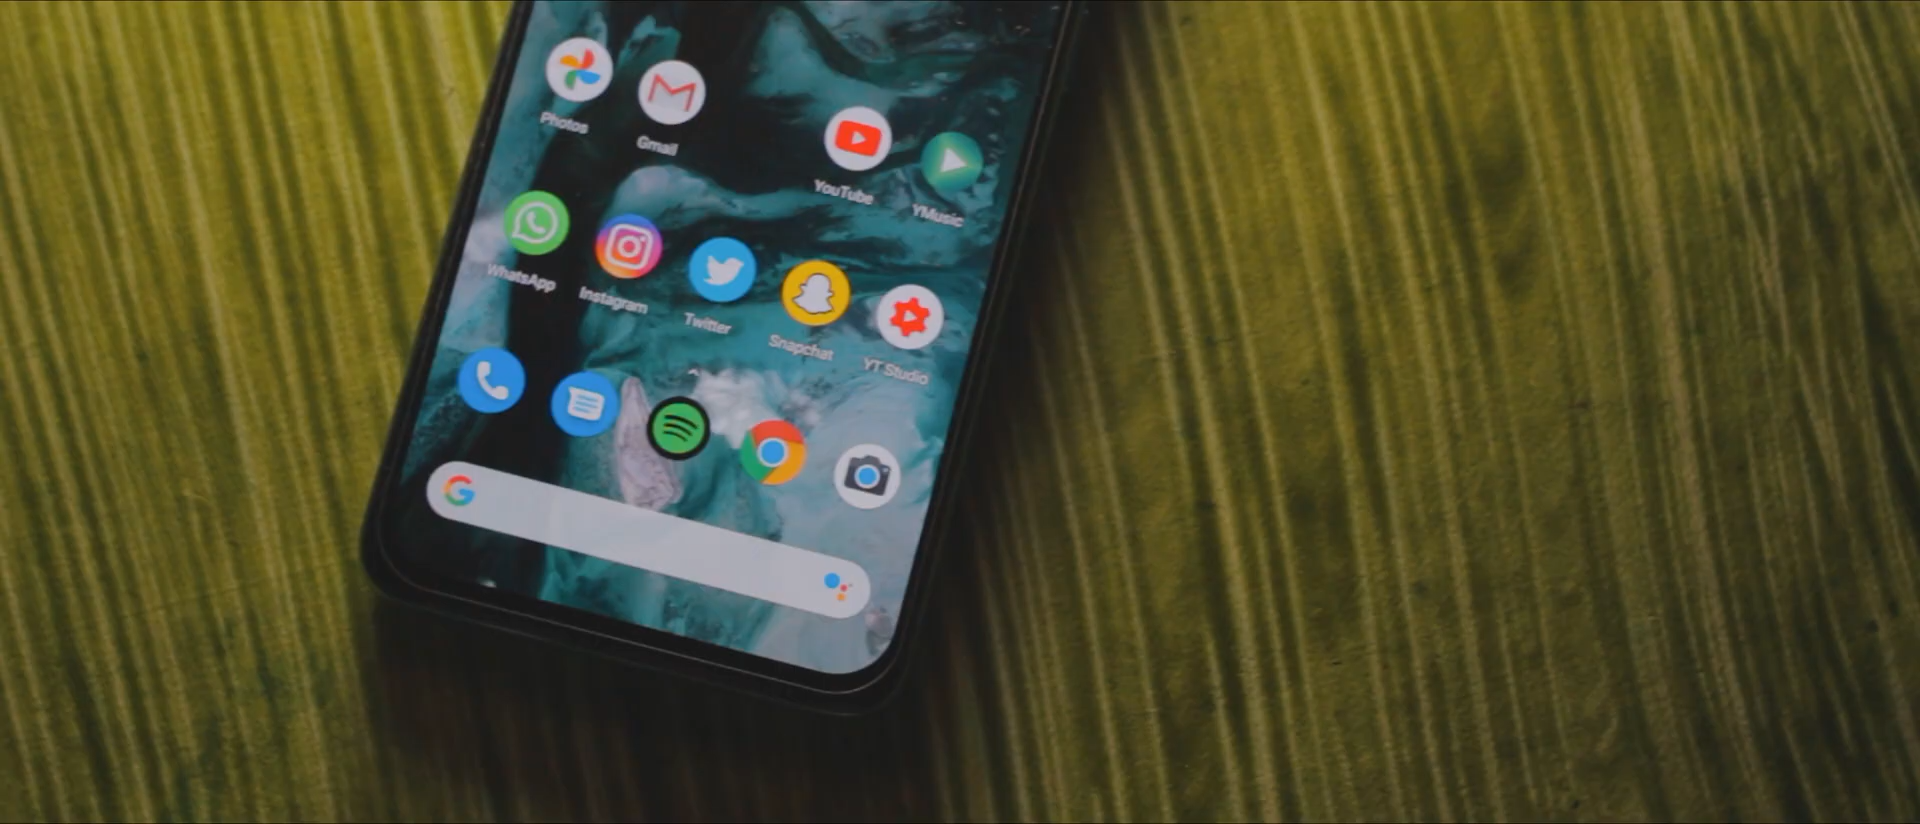 Photos
Gmail
YouTube
YMusic
WhatsApp
Instagram
Twitter
Snapchat
YT Studio